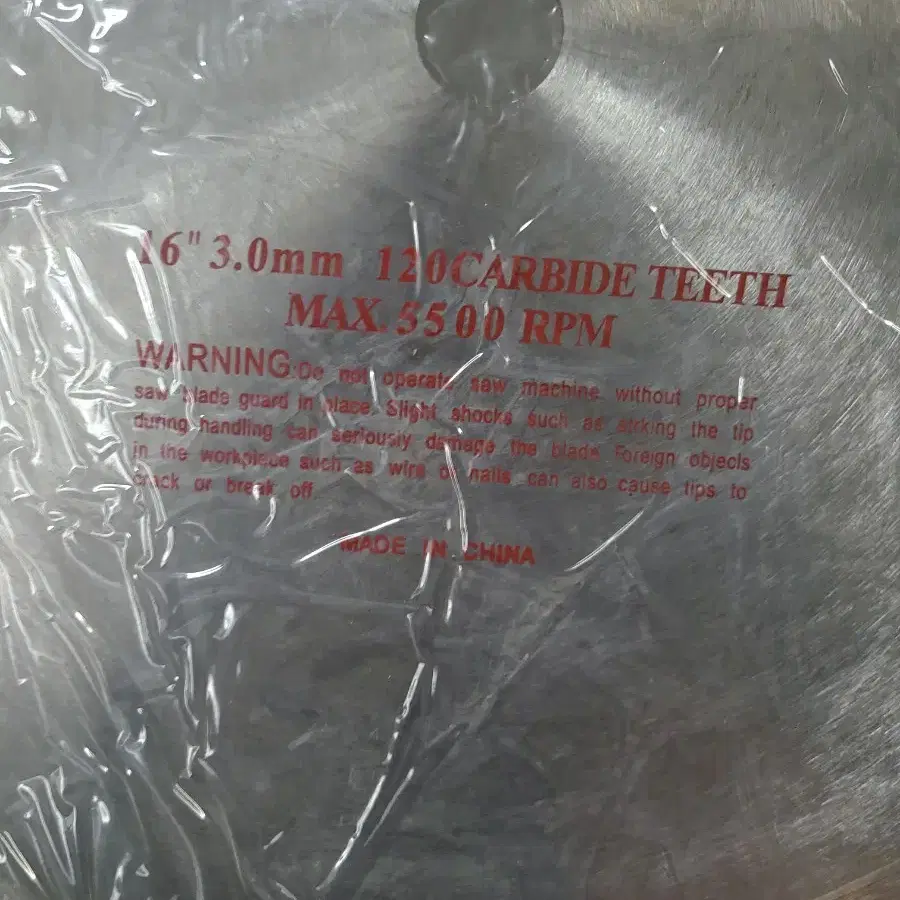 16" 3.0mm 120CARBIDE TEETH
MAX. 5500 RPM
WARNING:Do not operate saw machine without proper
saw blade guard in place. Slight shocks such as strking the tip
during handling can seriously damage the blade Foreign objects
in the workpiece such as wire or nails can also cause tips to
crack or break off.
MADE IN CHINA